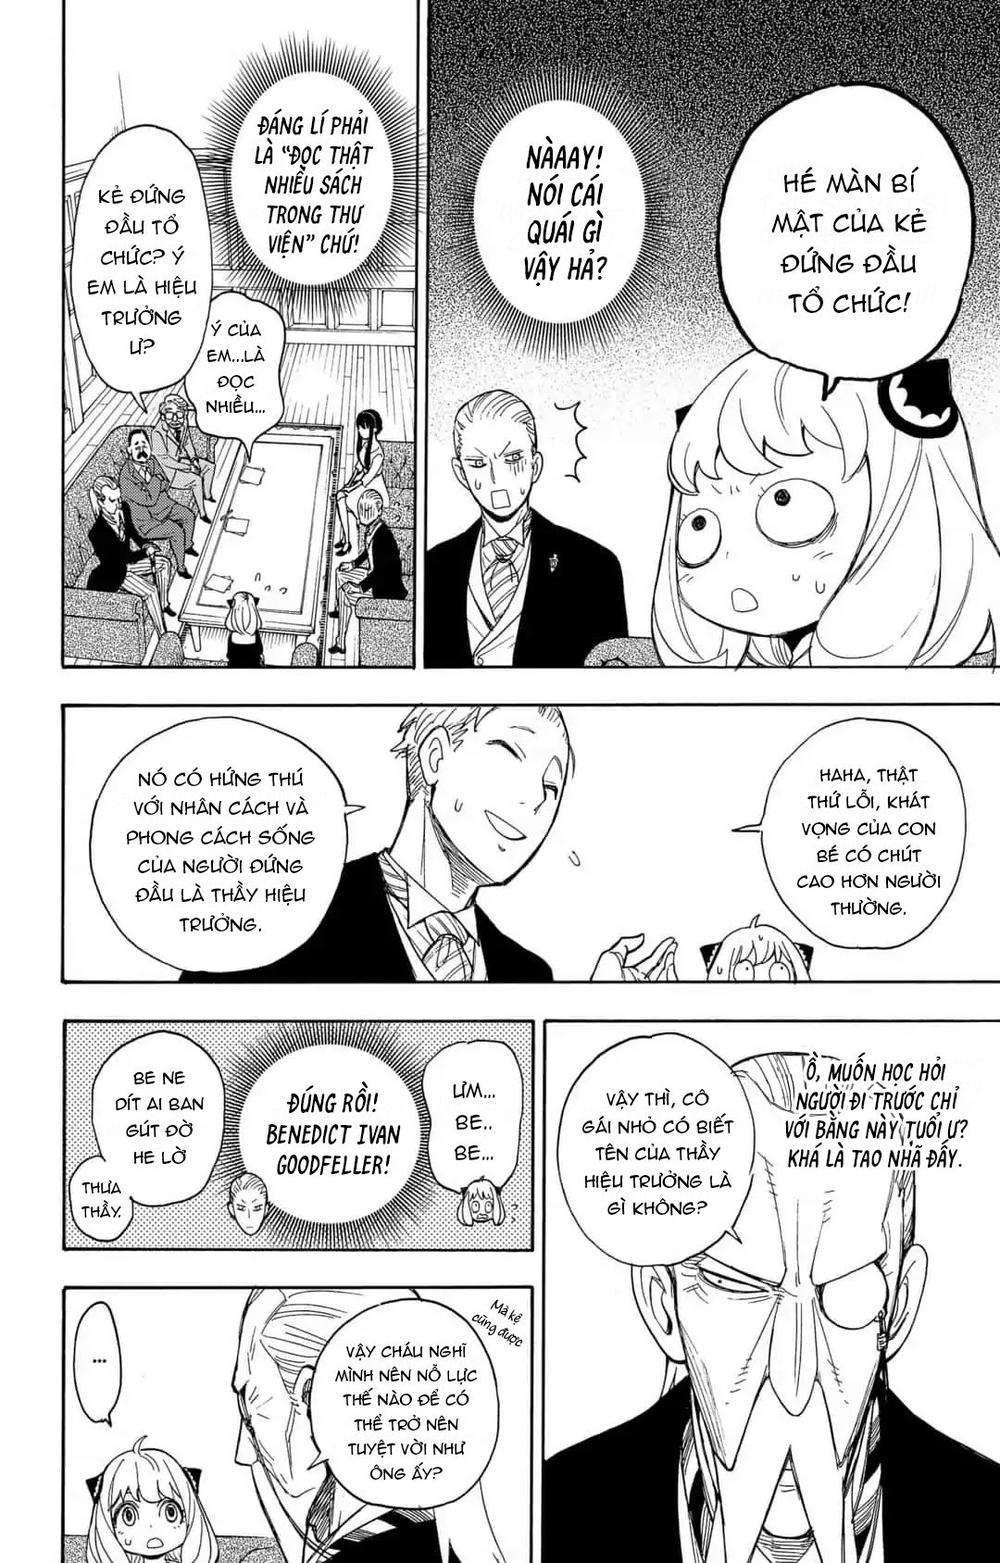 HÉ MÀN BÍ
MẬT CỦA KẺ
ĐỨNG ĐẦU
TỔ CHỨC!
NÀAAY!
NÓI CÁI
QUÁI GÌ
VẬY HẢ?
ĐÁNG LÍ PHẢI
LÀ “ĐỌC THẬT
NHIỀU SÁCH
TRONG THƯ
VIỆN” CHỨ!
KẺ ĐỨNG
ĐẦU TỔ
CHỨC? Ý
EM LÀ HIỆU
TRƯỞNG
Ư?
Ý CỦA
EM...LÀ
ĐỌC
NHIỀU...
HAHA, THẬT
THỨ LỖI, KHÁT
VỌNG CỦA CON
BÉ CÓ CHÚT
CAO HƠN NGƯỜI
THƯỜNG.
NÓ CÓ HỨNG THÚ
VỚI NHÂN CÁCH VÀ
PHONG CÁCH SỐNG
CỦA NGƯỜI ĐỨNG
ĐẦU LÀ THẦY HIỆU
TRƯỞNG.
Ồ, MUỐN HỌC HỎI
NGƯỜI ĐI TRƯỚC CHỈ
VỚI BẰNG NÀY TUỔI Ư?
KHÁ LÀ TAO NHÃ ĐẤY.
VẬY THÌ, CÔ
GÁI NHỎ CÓ BIẾT
TÊN CỦA THẦY
HIỆU TRƯỞNG LÀ
GÌ KHÔNG?
ƯM...
BE..
BE...
ĐÚNG RỒI!
BENEDICT IVAN
GOODFELLER!
BE NE
DÍT AI BAN
GÚT ĐỜ
HE LỜ
THƯA
THẦY.
Mà kệ
cũng được
VẬY CHÁU NGHĨ
MÌNH NÊN NỖ LỰC
THẾ NÀO ĐỂ CÓ
THỂ TRỞ NÊN
TUYỆT VỜI NHƯ
ÔNG ẤY?
...